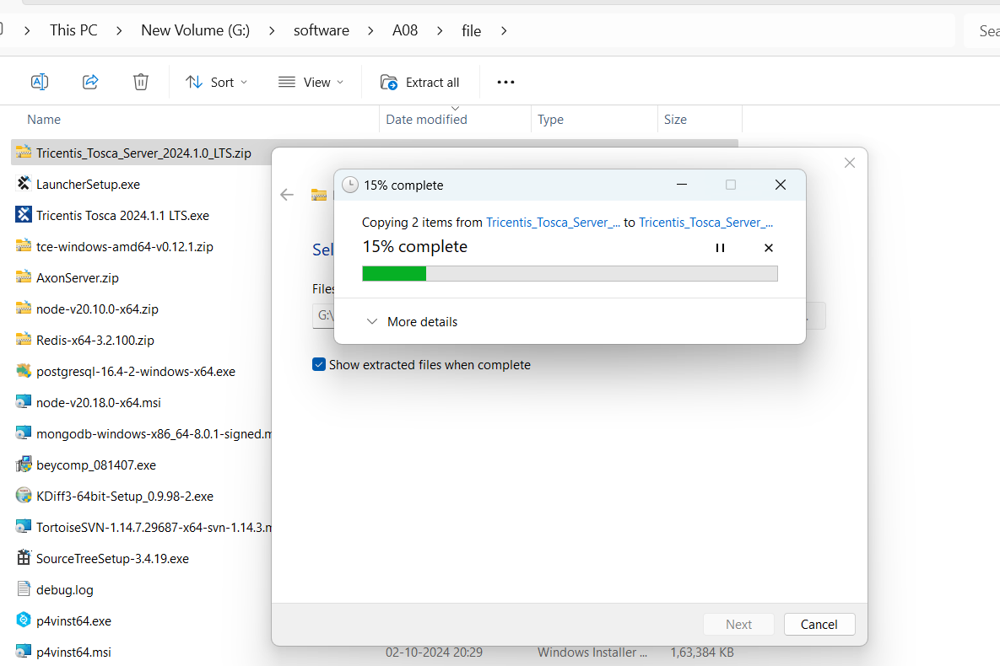 This PC
New Volume (G:)
software
A08
file
Sea
Sort
View
Extract all
Name
Date modified
Type
Size
Tricentis_Tosca_Server_2024.1.0_LTS.zip
LauncherSetup.exe
Tricentis Tosca 2024.1.1 LTS.exe
tce-windows-amd64-v0.12.1.zip
AxonServer.zip
node-v20.10.0-x64.zip
Redis-x64-3.2.100.zip
postgresql-16.4-2-windows-x64.exe
node-v20.18.0-x64.msi
mongodb-windows-x86_64-8.0.1-signed.m
beycomp_081407.exe
KDiff3-64bit-Setup_0.9.98-2.exe
TortoiseSVN-1.14.7.29687-x64-svn-1.14.3.m
SourceTreeSetup-3.4.19.exe
debug.log
p4vinst64.exe
p4vinst64.msi
02-10-2024 20:29
Windows Installer ...
1,63,384 KB
15% complete
Copying 2 items from Tricentis_Tosca_Server_... to Tricentis_Tosca_Server_...
15% complete
More details
Sel
Files
G:\
Show extracted files when complete
Next
Cancel